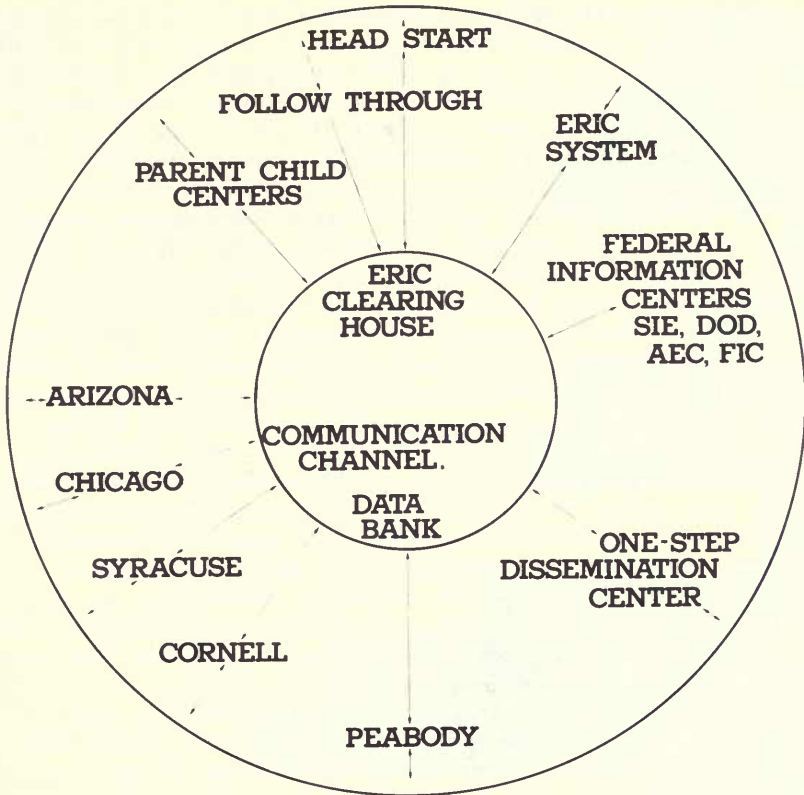 HEAD START
FOLLOW THROUGH
PARENT CHILD
CENTERS
ERIC
SYSTEM
FEDERAL
INFORMATION
CENTERS
SIE, DOD,
AEC, FIC
ERIC
CLEARING
HOUSE
COMMUNICATION
CHANNEL.
DATA
BANK
ARIZONA
CHICAGO
SYRACUSE
CORNELL
PEABODY
ONE-STEP
DISSEMINATION
CENTER